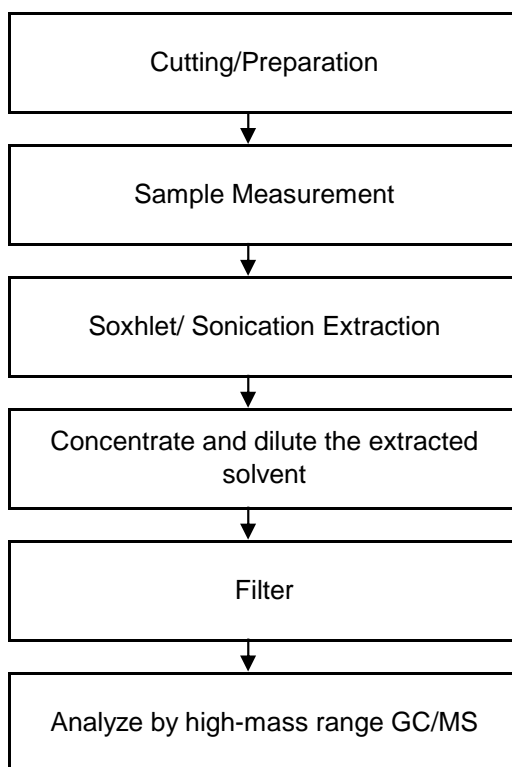 Cutting/Preparation
Sample Measurement
Soxhlet/ Sonication Extraction
Concentrate and dilute the extracted
solvent
Filter
Analyze by high-mass range GC/MS